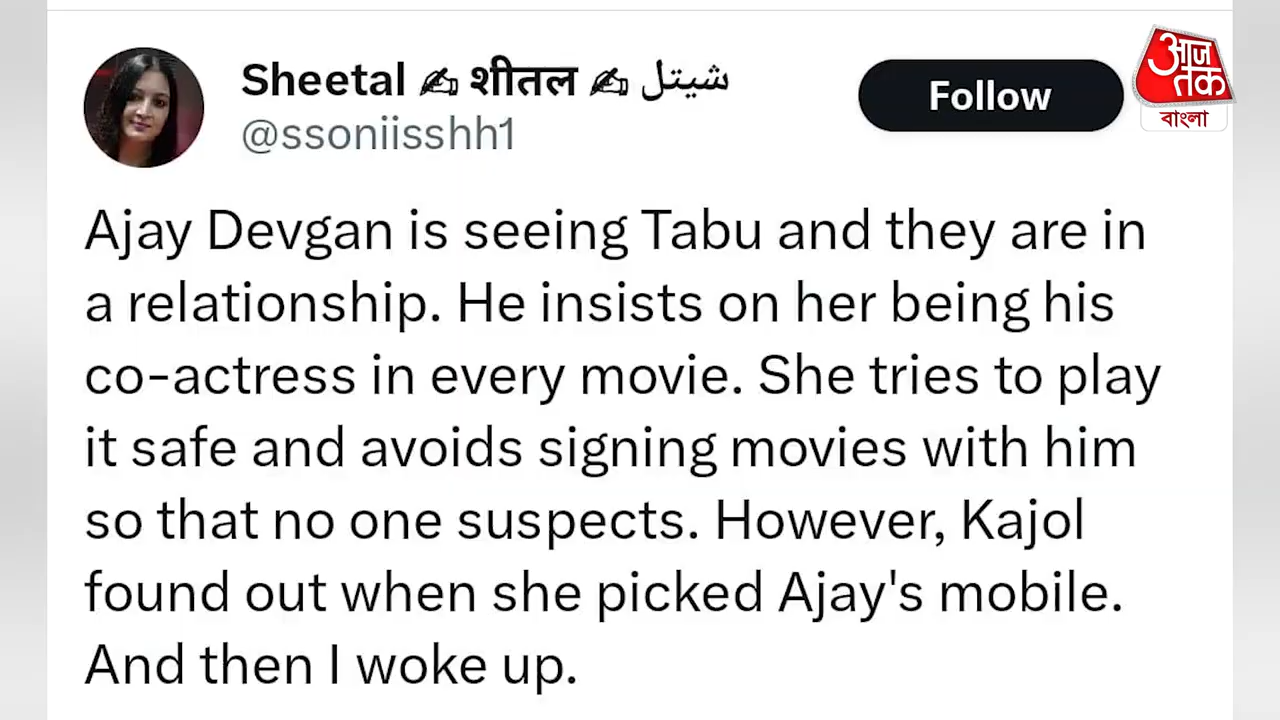 Sheetal ✍ शीतल ✍ شيتل
@ssoniisshh1
Follow
आज
तक
বাংলা
Ajay Devgan is seeing Tabu and they are in
a relationship. He insists on her being his
co-actress in every movie. She tries to play
it safe and avoids signing movies with him
so that no one suspects. However, Kajol
found out when she picked Ajay's mobile.
And then I woke up.